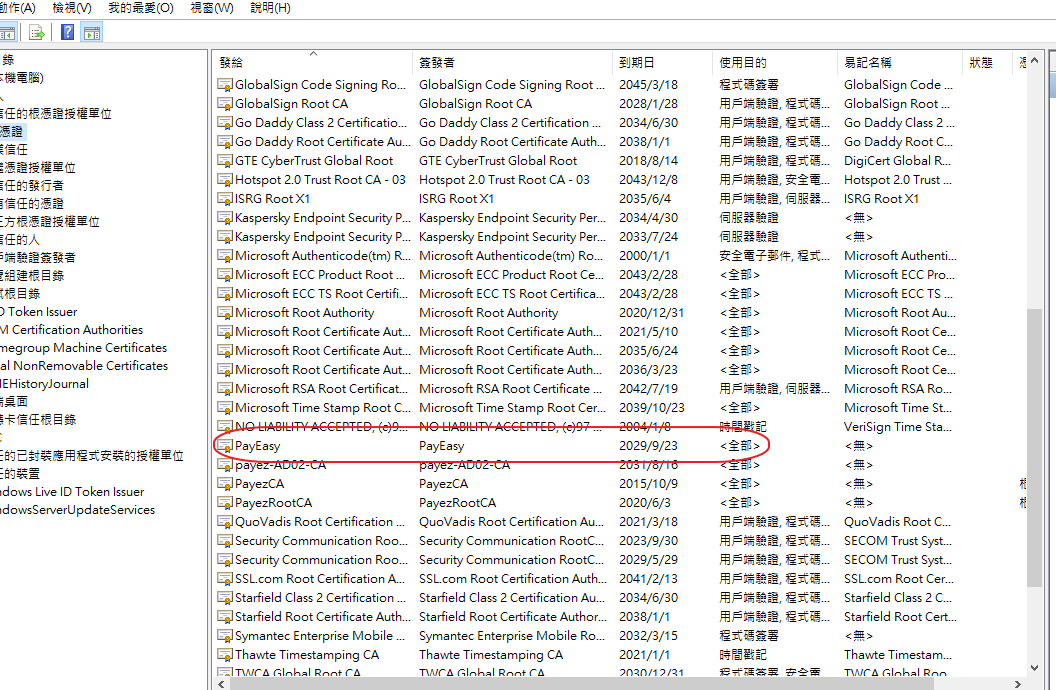 動作(A) 檢視(V) 我的最愛(O) 視窗(W) 說明(H)
錄
本機電腦)
信任的根憑證授權單位
憑證
業信任
繼憑證授權單位
信任的發行者
信任的憑證
三方根憑證授權單位
信任的人
戶端驗證簽發者
覽組建根目錄
試根目錄
D Token Issuer
M Certification Authorities
megroup Machine Certificates
al NonRemovable Certificates
MEHistoryJournal
端桌面
卡信任根目錄
任的已封裝應用程式安裝的授權單位
任的裝置
ndows Live ID Token Issuer
ndowsServerUpdateServices
發給 簽發者 到期日 使用目的 易記名稱 狀態 憑
GlobalSign Code Signing Ro... GlobalSign Code Signing Root ... 2045/3/18 程式碼簽署 GlobalSign Code ...
GlobalSign Root CA GlobalSign Root CA 2028/1/28 用戶端驗證, 程式碼... GlobalSign Root ...
Go Daddy Class 2 Certificatio... Go Daddy Class 2 Certification ... 2034/6/30 用戶端驗證, 程式碼... Go Daddy Class 2 ...
Go Daddy Root Certificate Au... Go Daddy Root Certificate Auth... 2038/1/1 用戶端驗證, 程式碼... Go Daddy Root C...
GTE CyberTrust Global Root GTE CyberTrust Global Root 2018/8/14 用戶端驗證, 程式碼... DigiCert Global R...
Hotspot 2.0 Trust Root CA - 03 Hotspot 2.0 Trust Root CA - 03 2043/12/8 用戶端驗證, 安全電... Hotspot 2.0 Trust ...
ISRG Root X1 ISRG Root X1 2035/6/4 用戶端驗證, 伺服器... ISRG Root X1
Kaspersky Endpoint Security P... Kaspersky Endpoint Security Per... 2034/4/30 伺服器驗證 <無>
Kaspersky Endpoint Security P... Kaspersky Endpoint Security Per... 2033/7/24 伺服器驗證 <無>
Microsoft Authenticode(tm) R... Microsoft Authenticode(tm) Ro... 2000/1/1 安全電子郵件, 程式... Microsoft Authenti...
Microsoft ECC Product Root ... Microsoft ECC Product Root Ce... 2043/2/28 <全部> Microsoft ECC Pro...
Microsoft ECC TS Root Certifi... Microsoft ECC TS Root Certifica... 2043/2/28 <全部> Microsoft ECC TS ...
Microsoft Root Authority Microsoft Root Authority 2020/12/31 <全部> Microsoft Root Au...
Microsoft Root Certificate Aut... Microsoft Root Certificate Auth... 2021/5/10 <全部> Microsoft Root Ce...
Microsoft Root Certificate Aut... Microsoft Root Certificate Auth... 2035/6/24 <全部> Microsoft Root Ce...
Microsoft Root Certificate Aut... Microsoft Root Certificate Auth... 2036/3/23 <全部> Microsoft Root Ce...
Microsoft RSA Root Certificat... Microsoft RSA Root Certificate ... 2042/7/19 用戶端驗證, 伺服器... Microsoft RSA Ro...
Microsoft Time Stamp Root C... Microsoft Time Stamp Root Cer... 2039/10/23 <全部> Microsoft Time St...
NO LIABILITY ACCEPTED, (c)9... NO LIABILITY ACCEPTED, (c)97 ... 2004/1/8 時間戳記 VeriSign Time Sta...
PayEasy PayEasy 2029/9/23 <全部> <無>
payez-AD02-CA payez-AD02-CA 2031/8/16 <全部> <無>
PayezCA PayezCA 2015/10/9 <全部> <無> 根
PayezRootCA PayezRootCA 2020/6/3 <全部> <無> 根
QuoVadis Root Certification ... QuoVadis Root Certification Au... 2021/3/18 用戶端驗證, 程式碼... QuoVadis Root C...
Security Communication Roo... Security Communication RootC... 2023/9/30 用戶端驗證, 程式碼... SECOM Trust Syst...
Security Communication Roo... Security Communication RootC... 2029/5/29 用戶端驗證, 程式碼... SECOM Trust Syst...
SSL.com Root Certification A... SSL.com Root Certification Auth... 2041/2/13 用戶端驗證, 程式碼... SSL.com Root Cer...
Starfield Class 2 Certification ... Starfield Class 2 Certification Au... 2034/6/30 用戶端驗證, 程式碼... Starfield Class 2 C...
Starfield Root Certificate Auth... Starfield Root Certificate Author... 2038/1/1 用戶端驗證, 程式碼... Starfield Root Cert...
Symantec Enterprise Mobile ... Symantec Enterprise Mobile Ro... 2032/3/15 程式碼簽署 <無>
Thawte Timestamping CA Thawte Timestamping CA 2021/1/1 時間戳記 Thawte Timestam...
TWCA Global Root CA TWCA Global Root CA 2030/12/31 程式碼簽署, 安全電... TWCA Global Roo...